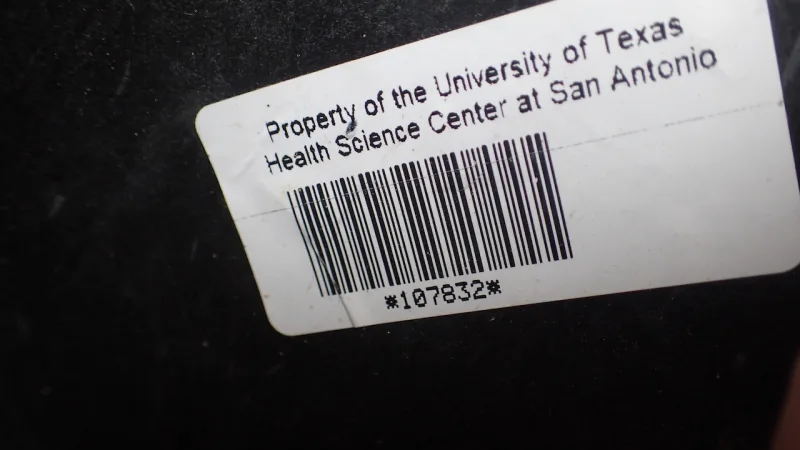 Property of the University of Texas
Health Science Center at San Antonio
*107832*